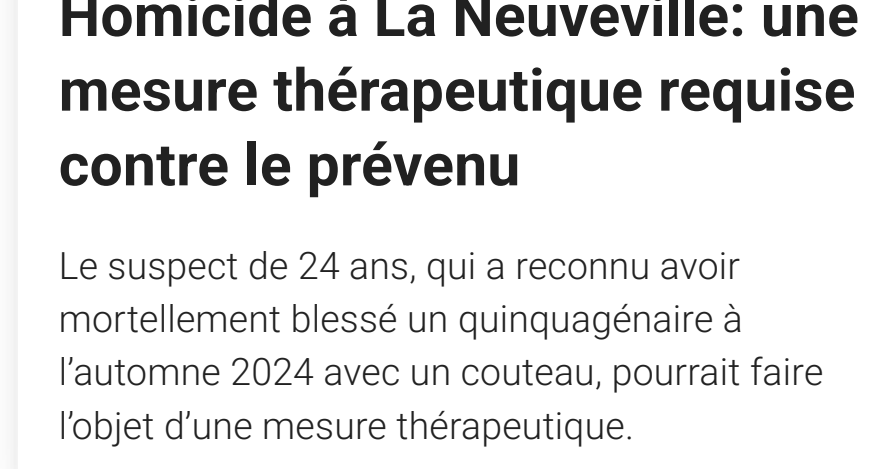 Homicide à La Neuveville: une
mesure thérapeutique requise
contre le prévenu
Le suspect de 24 ans, qui a reconnu avoir
mortellement blessé un quinquagénaire à
l’automne 2024 avec un couteau, pourrait faire
l’objet d’une mesure thérapeutique.